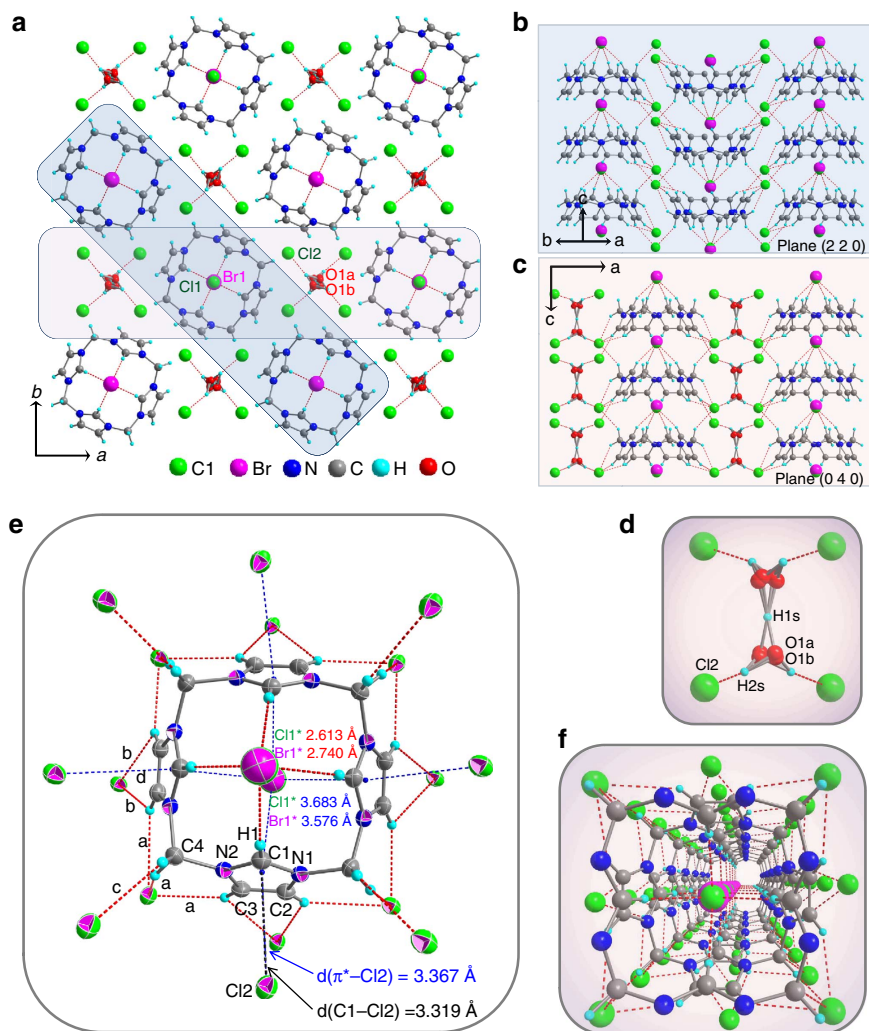 a
Cl2
Cl1
Br1
O1a
O1b
b
a
C1
Br
N
C
H
O
b
c
b
a
Plane (2 2 0)
c
a
c
Plane (0 4 0)
d
H1s
O1a
Cl2
O1b
H2s
e
Cl1* 2.613 Å
Br1* 2.740 Å
b
d
Cl1* 3.683 Å
b
Br1* 3.576 Å
H1
a
C4
N2
C1
N1
c
a
a
C3
C2
d(π*–Cl2) = 3.367 Å
Cl2
d(C1–Cl2) =3.319 Å
f